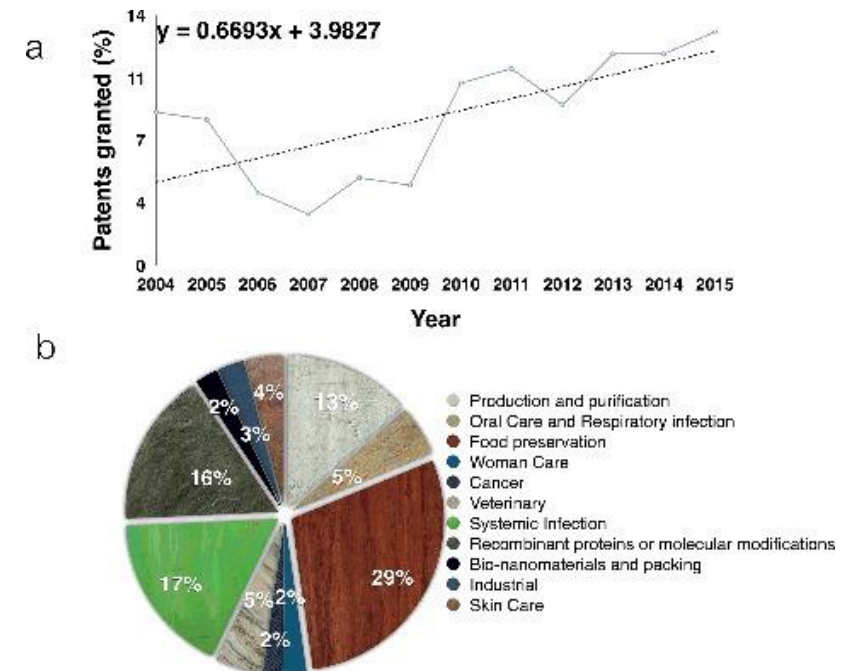 a
y = 0.6693x + 3.9827
Patents granted (%)
14
11
7
4
0
2004 2005 2006 2007 2008 2009 2010 2011 2012 2013 2014 2015
Year
b
2%
3%
4%
13%
5%
16%
29%
17%
5%
2%
2%
Production and purification
Oral Care and Respiratory infection
Food preservation
Woman Care
Cancer
Veterinary
Systemic Infection
Recombinant proteins or molecular modifications
Bio-nanomaterials and packing
Industrial
Skin Care